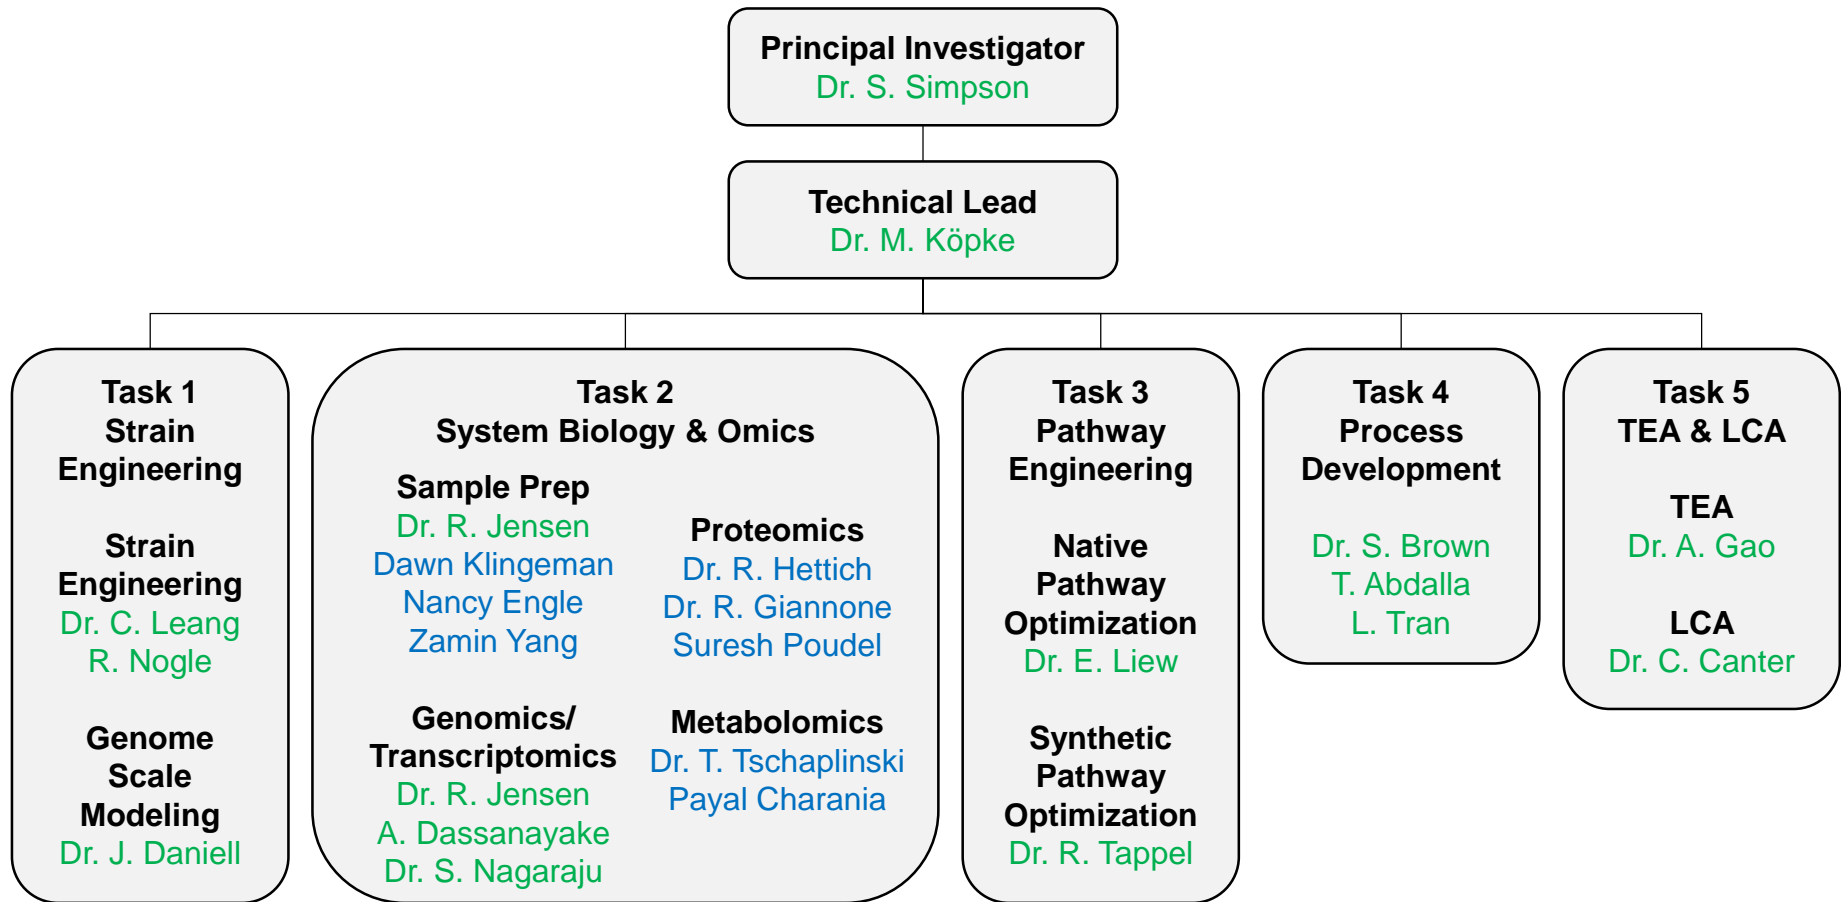 Principal Investigator
Dr. S. Simpson
Technical Lead
Dr. M. Köpke
Task 1
Strain
Engineering
Strain
Engineering
Dr. C. Leang
R. Nogle
Genome
Scale
Modeling
Dr. J. Daniell
Task 2
System Biology & Omics
Sample Prep
Dr. R. Jensen
Dawn Klingeman
Nancy Engle
Zamin Yang
Genomics/
Transcriptomics
Dr. R. Jensen
A. Dassanayake
Dr. S. Nagaraju
Proteomics
Dr. R. Hettich
Dr. R. Giannone
Suresh Poudel
Metabolomics
Dr. T. Tschaplinski
Payal Charania
Task 3
Pathway
Engineering
Native
Pathway
Optimization
Dr. E. Liew
Synthetic
Pathway
Optimization
Dr. R. Tappel
Task 4
Process
Development
Dr. S. Brown
T. Abdalla
L. Tran
Task 5
TEA & LCA
TEA
Dr. A. Gao
LCA
Dr. C. Canter